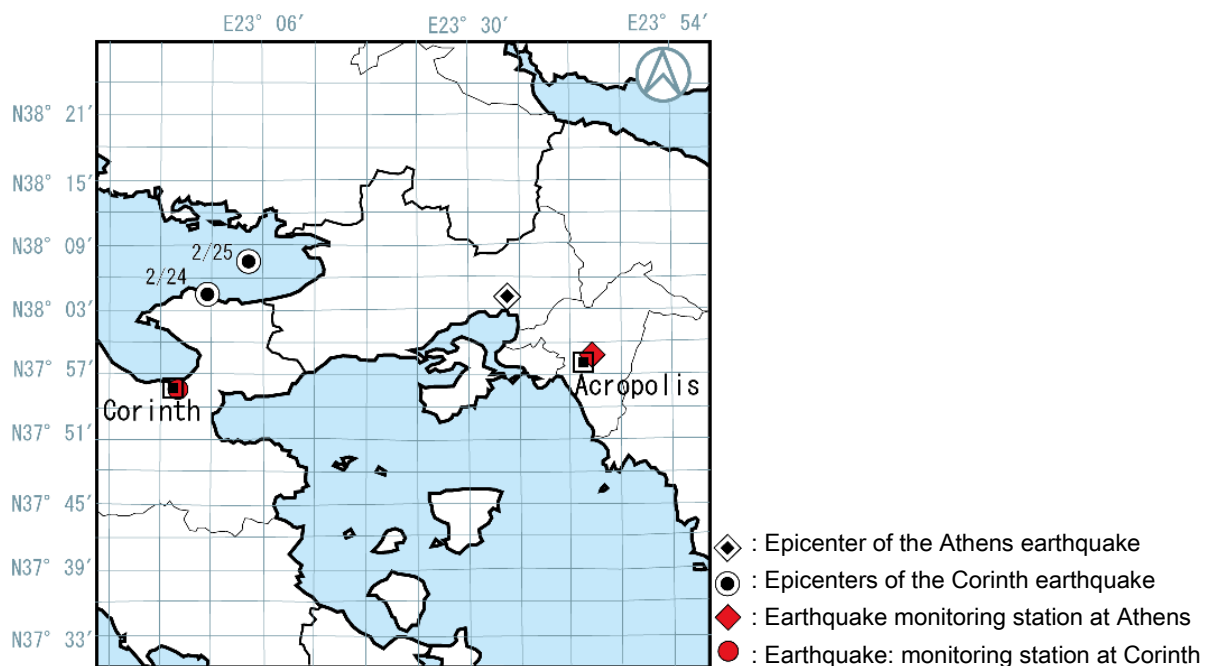 E23° 06′ E23° 30′ E23° 54′
N38° 21′
N38° 15′
N38° 09′
2/25
2/24
N38° 03′
N37° 57′
Acropolis
Corinth
N37° 51′
N37° 45′
N37° 39′
N37° 33′
: Epicenter of the Athens earthquake
: Epicenters of the Corinth earthquake
: Earthquake monitoring station at Athens
: Earthquake: monitoring station at Corinth